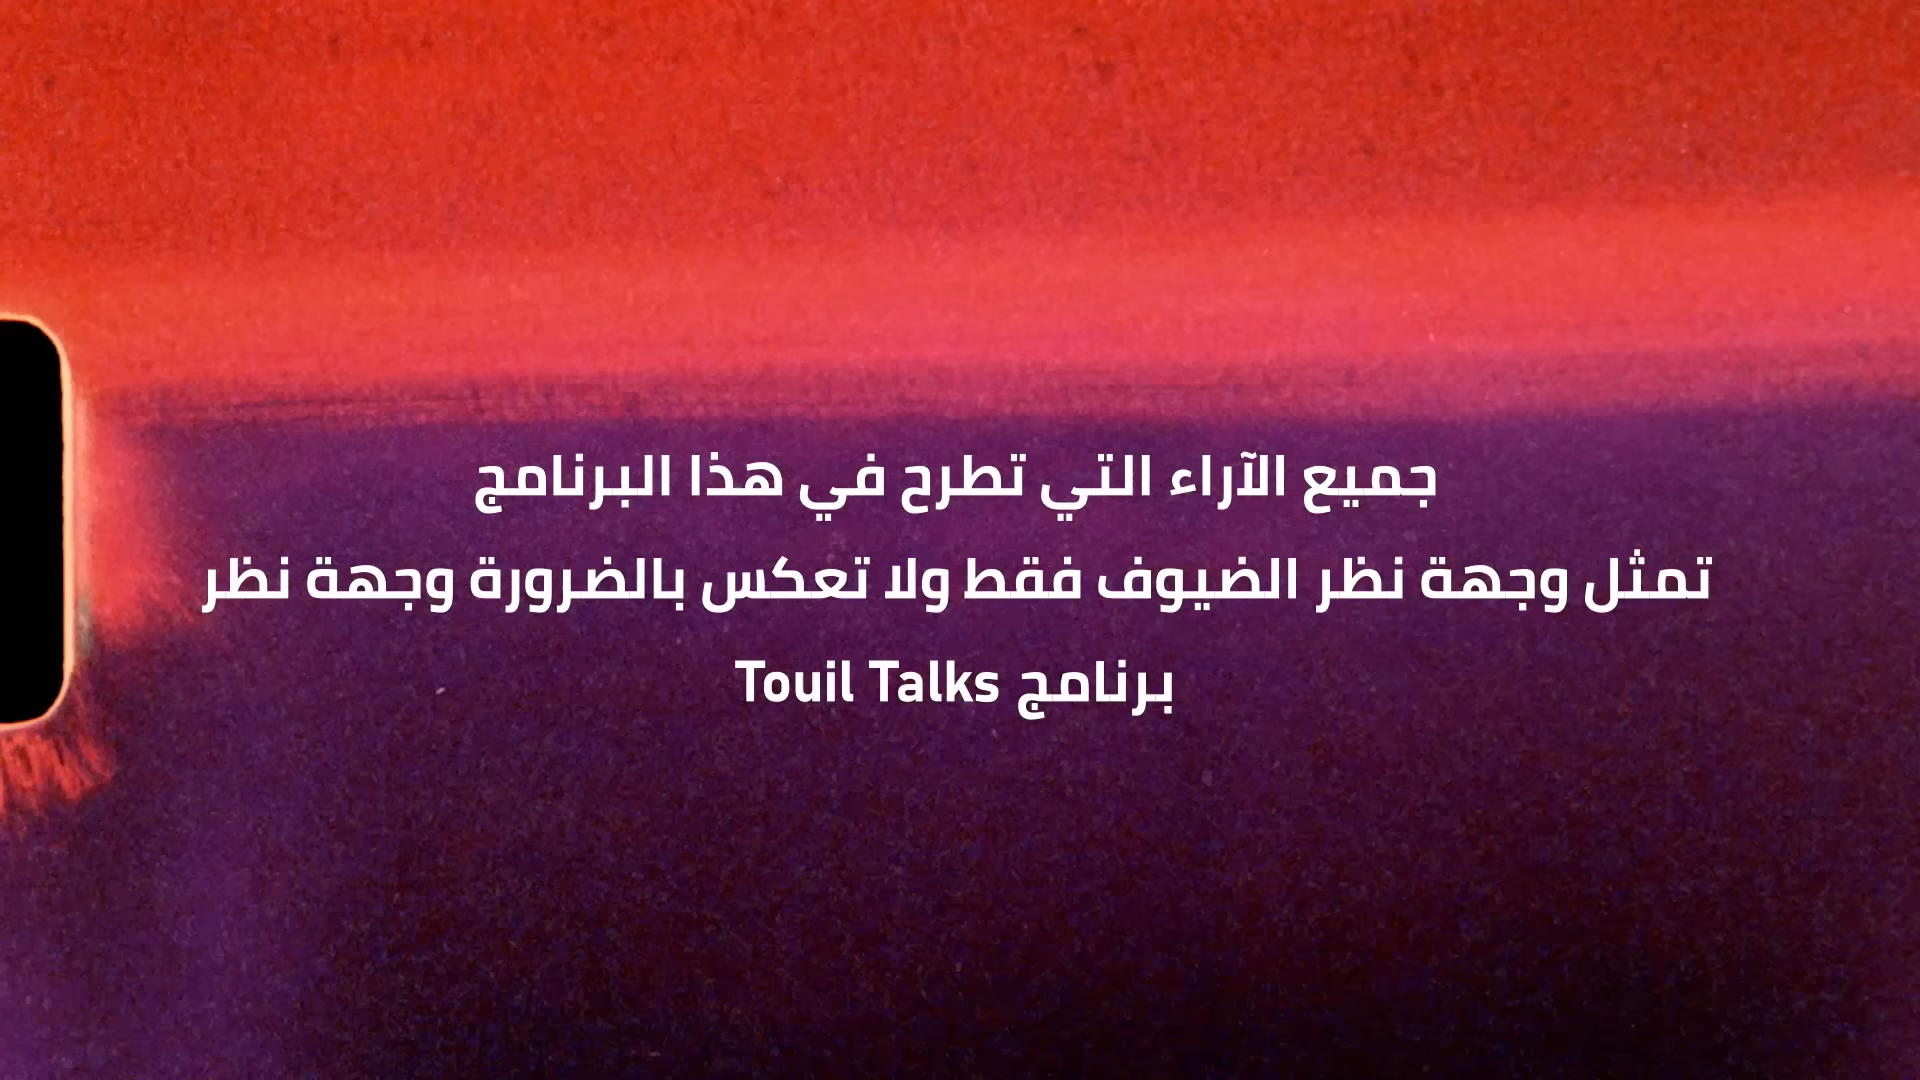 جميع الآراء التي تطرح في هذا البرنامج
تمثل وجهة نظر الضيوف فقط ولا تعكس بالضرورة وجهة نظر
برنامج Touil Talks